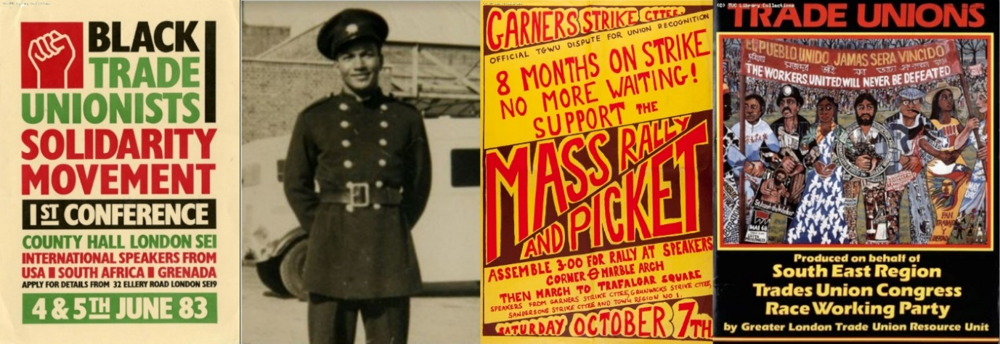 BLACK
TRADE
UNIONISTS
SOLIDARITY
MOVEMENT
1ST CONFERENCE
COUNTY HALL LONDON SE1
INTERNATIONAL SPEAKERS FROM
USA SOUTH AFRICA GRENADA
APPLY FOR DETAILS FROM 32 ELLERY ROAD LONDON SE19
4 & 5TH JUNE 83
GARNERS STRIKE CTTEE.
OFFICIAL TGWU DISPUTE FOR UNION RECOGNITION
8 MONTHS ON STRIKE
NO MORE WAITING!
SUPPORT THE
MASS RALLY
AND PICKET
ASSEMBLE 3.00 FOR RALLY AT SPEAKERS
CORNER MARBLE ARCH
THEN MARCH TO TRAFALGAR SQUARE
SPEAKERS FROM GARNERS STRIKE CTTEE, GRUNWICKS STRIKE CTTEE,
SANDERSONS STRIKE CTTEE AND TGWU REGION NO 1.
SATURDAY OCTOBER 7TH
(C) TUC Library Collections
TRADE UNIONS
EL PUEBLO UNIDO JAMAS SERA VINCIDO
THE WORKERS, UNITED, WILL NEVER BE DEFEATED
MAI 68
Produced on behalf of
South East Region
Trades Union Congress
Race Working Party
by Greater London Trade Union Resource Unit